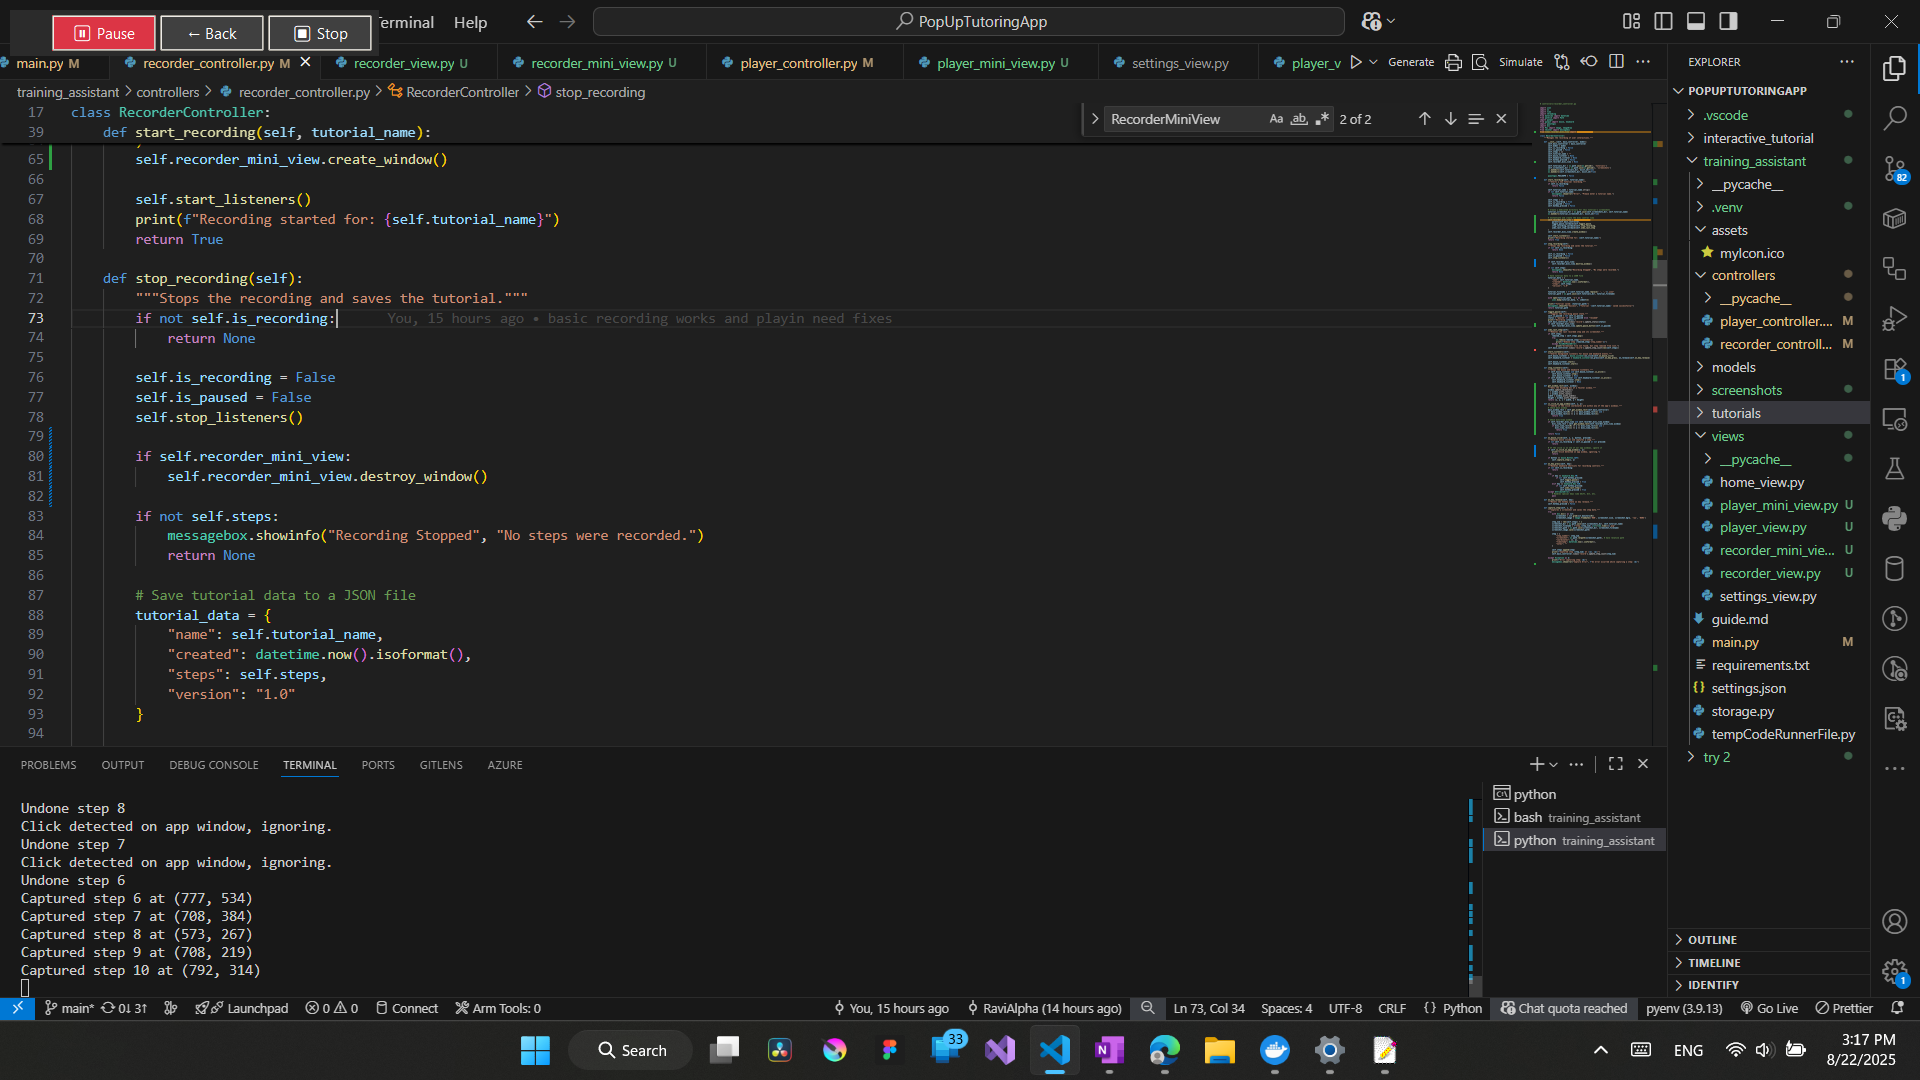 Pause
← Back
Stop
Terminal
Help
PopUpTutoringApp
main.py M
recorder_controller.py M
recorder_view.py U
recorder_mini_view.py U
player_controller.py M
player_mini_view.py U
settings_view.py
player_v
Generate
Simulate
training_assistant > controllers > recorder_controller.py > RecorderController > stop_recording
RecorderMiniView
Aa
ab
2 of 2
17 class RecorderController:
39 def start_recording(self, tutorial_name):
65 self.recorder_mini_view.create_window()
66
67 self.start_listeners()
68 print(f"Recording started for: {self.tutorial_name}")
69 return True
70
71 def stop_recording(self):
72 """Stops the recording and saves the tutorial."""
73 if not self.is_recording: You, 15 hours ago • basic recording works and playin need fixes
74 return None
75
76 self.is_recording = False
77 self.is_paused = False
78 self.stop_listeners()
79
80 if self.recorder_mini_view:
81 self.recorder_mini_view.destroy_window()
82
83 if not self.steps:
84 messagebox.showinfo("Recording Stopped", "No steps were recorded.")
85 return None
86
87 # Save tutorial data to a JSON file
88 tutorial_data = {
89 "name": self.tutorial_name,
90 "created": datetime.now().isoformat(),
91 "steps": self.steps,
92 "version": "1.0"
93 }
94
EXPLORER
POPUPTUTORINGAPP
.vscode
interactive_tutorial
training_assistant
__pycache__
.venv
assets
myIcon.ico
controllers
__pycache__
player_controller.... M
recorder_controll... M
models
screenshots
tutorials
views
__pycache__
home_view.py
player_mini_view.py U
player_view.py U
recorder_mini_vie... U
recorder_view.py U
settings_view.py
guide.md
main.py M
requirements.txt
settings.json
storage.py
tempCodeRunnerFile.py
try 2
OUTLINE
TIMELINE
IDENTITY
82
1
1
PROBLEMS
OUTPUT
DEBUG CONSOLE
TERMINAL
PORTS
GITLENS
AZURE
Undone step 8
Click detected on app window, ignoring.
Undone step 7
Click detected on app window, ignoring.
Undone step 6
Captured step 6 at (777, 534)
Captured step 7 at (708, 384)
Captured step 8 at (573, 267)
Captured step 9 at (708, 219)
Captured step 10 at (792, 314)
python
bash training_assistant
python training_assistant
main* 0↓ 3↑ Launchpad 0 0 Connect Arm Tools: 0 You, 15 hours ago RaviAlpha (14 hours ago) Ln 73, Col 34 Spaces: 4 UTF-8 CRLF {} Python Chat quota reached pyenv (3.9.13) Go Live Prettier
Search
33
ENG
3:17 PM
8/22/2025